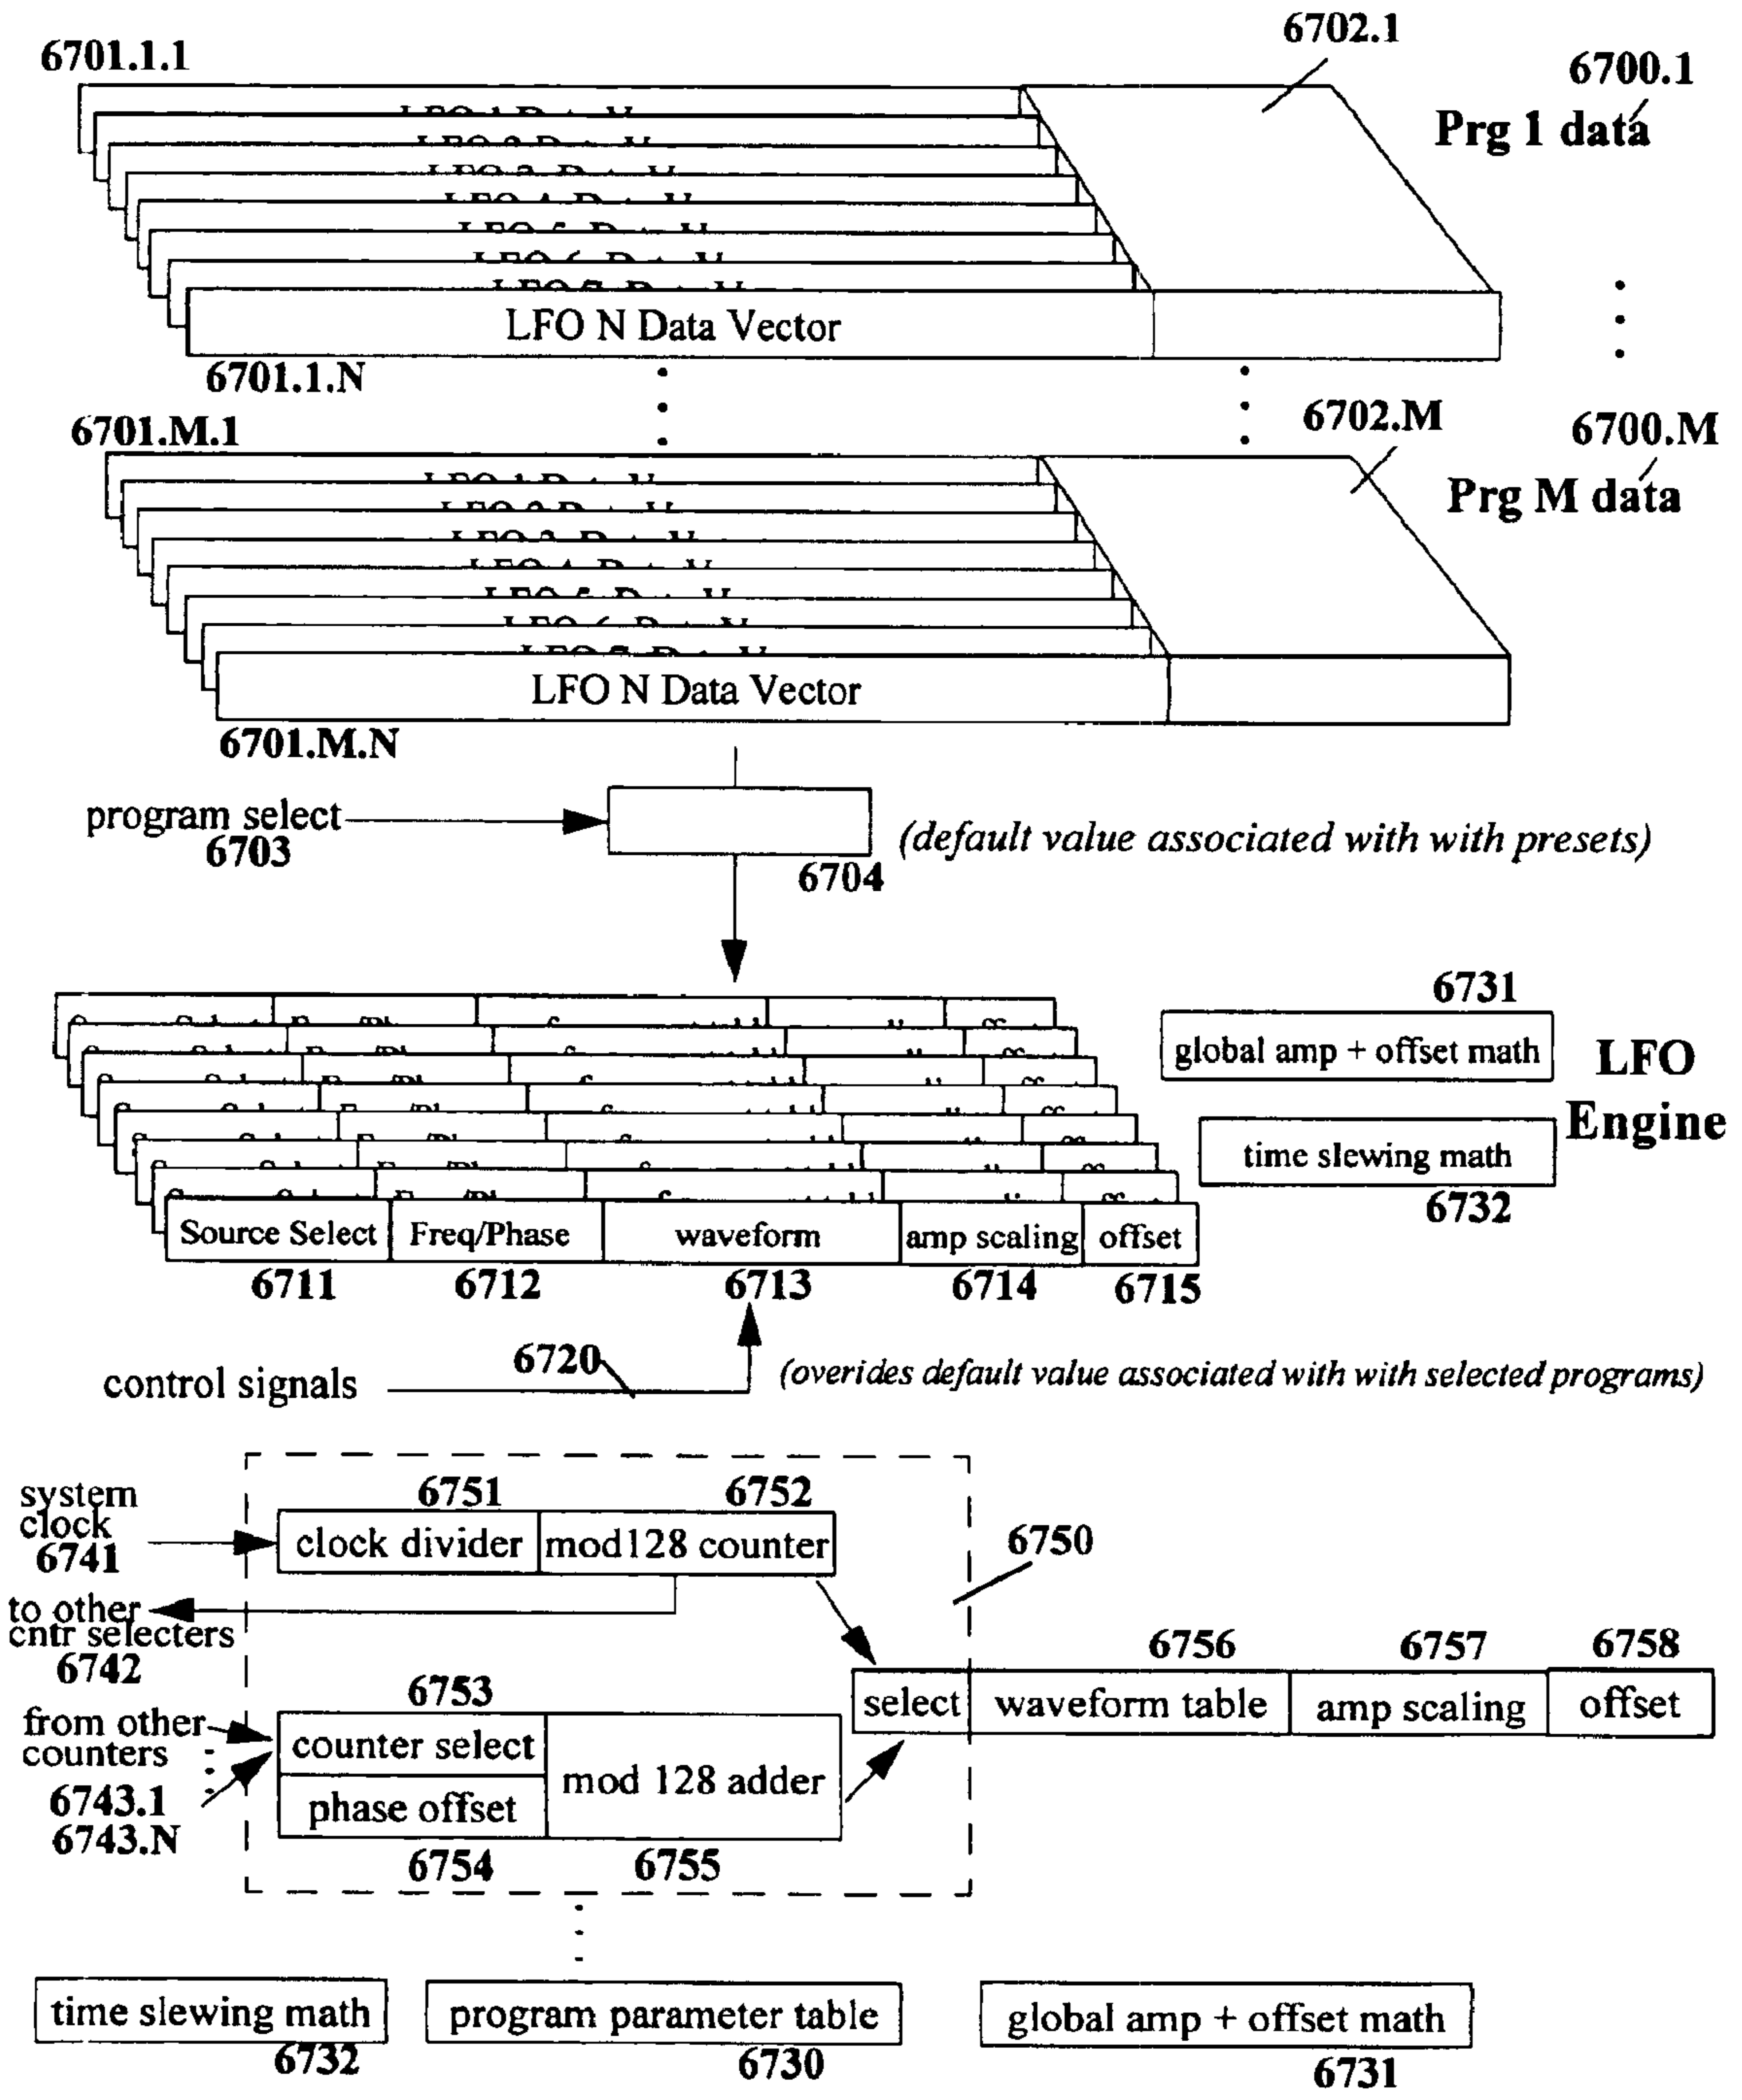 6702.1
6701.1.1
6700.1
Prg 1 data
LFO N Data Vector
6701.1.N
6702.M
6700.M
6701.M.1
Prg M data
LFO N Data Vector
6701.M.N
program select
6703
(default value associated with with presets)
6704
6731
global amp + offset math
LFO
Engine
time slewing math
6732
Source Select
Freq/Phase
waveform
amp scaling
offset
6711
6712
6713
6714
6715
6720
control signals
(overides default value associated with with selected programs)
system
clock
6741
6751
6752
clock divider
mod128 counter
6750
to other
cntr selecters
6742
6756
6757
6758
select
waveform table
amp scaling
offset
from other
counters
6743.1
6743.N
6753
counter select
phase offset
mod 128 adder
6754
6755
time slewing math
6732
program parameter table
6730
global amp + offset math
6731